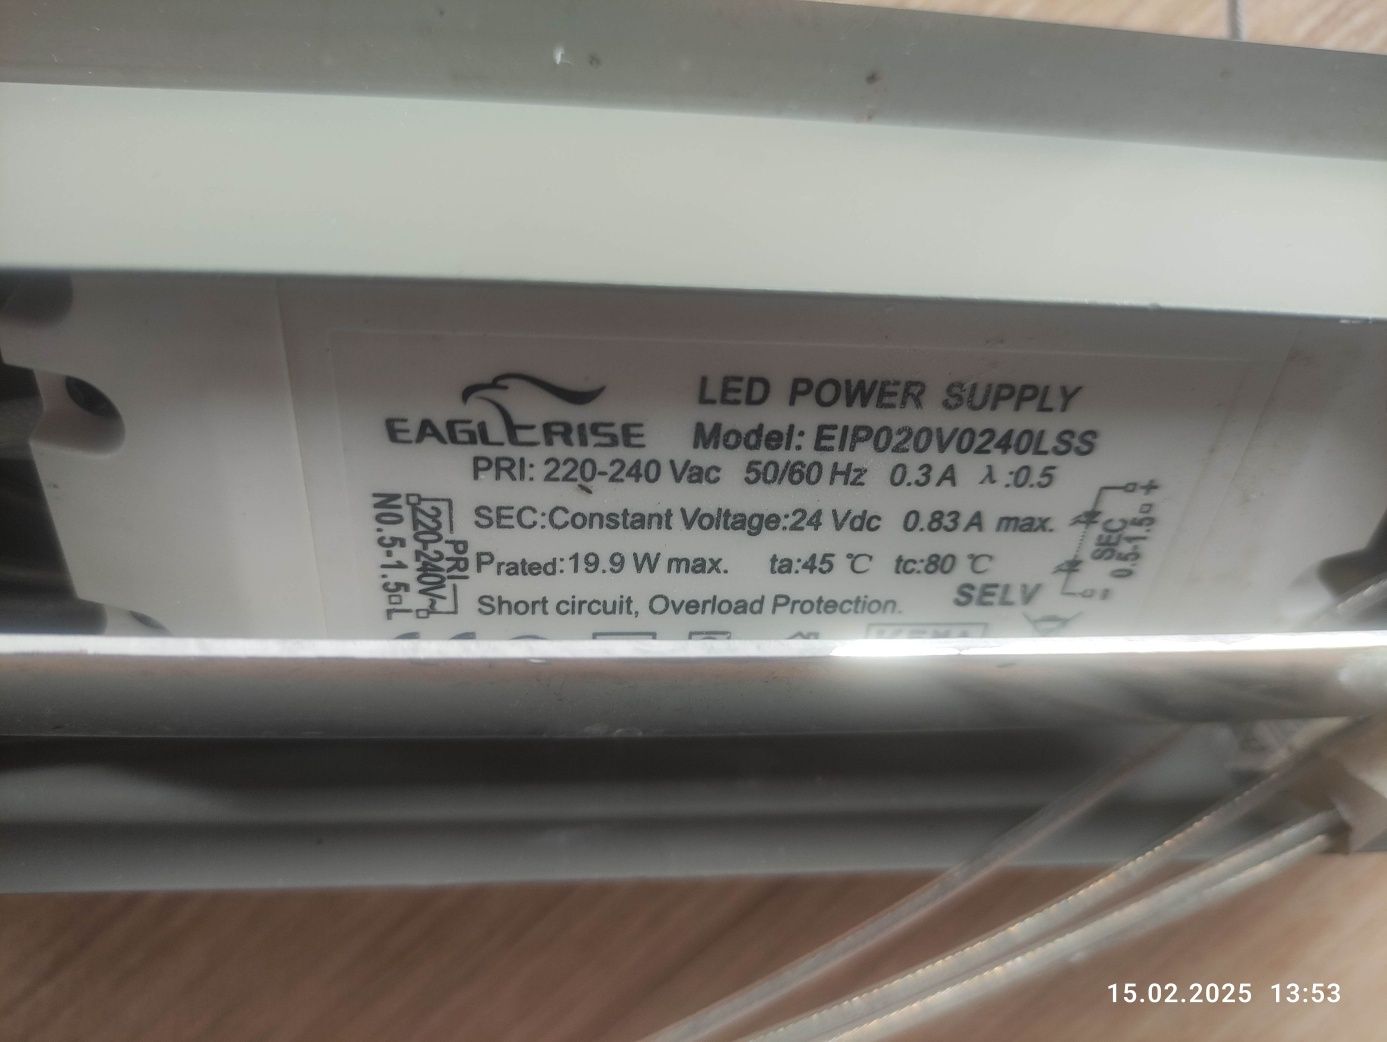 EAGLERISE
LED POWER SUPPLY
Model: EIP020V0240LSS
PRI: 220-240 Vac 50/60 Hz 0.3 A λ :0.5
SEC:Constant Voltage:24 Vdc 0.83 A max.
Prated:19.9 W max. ta:45 ℃ tc:80 ℃
Short circuit, Overload Protection.
SELV
PRI
220-240V~
N0.5-1.5□L
+
SEC
0.5-1.5□
-
15.02.2025 13:53